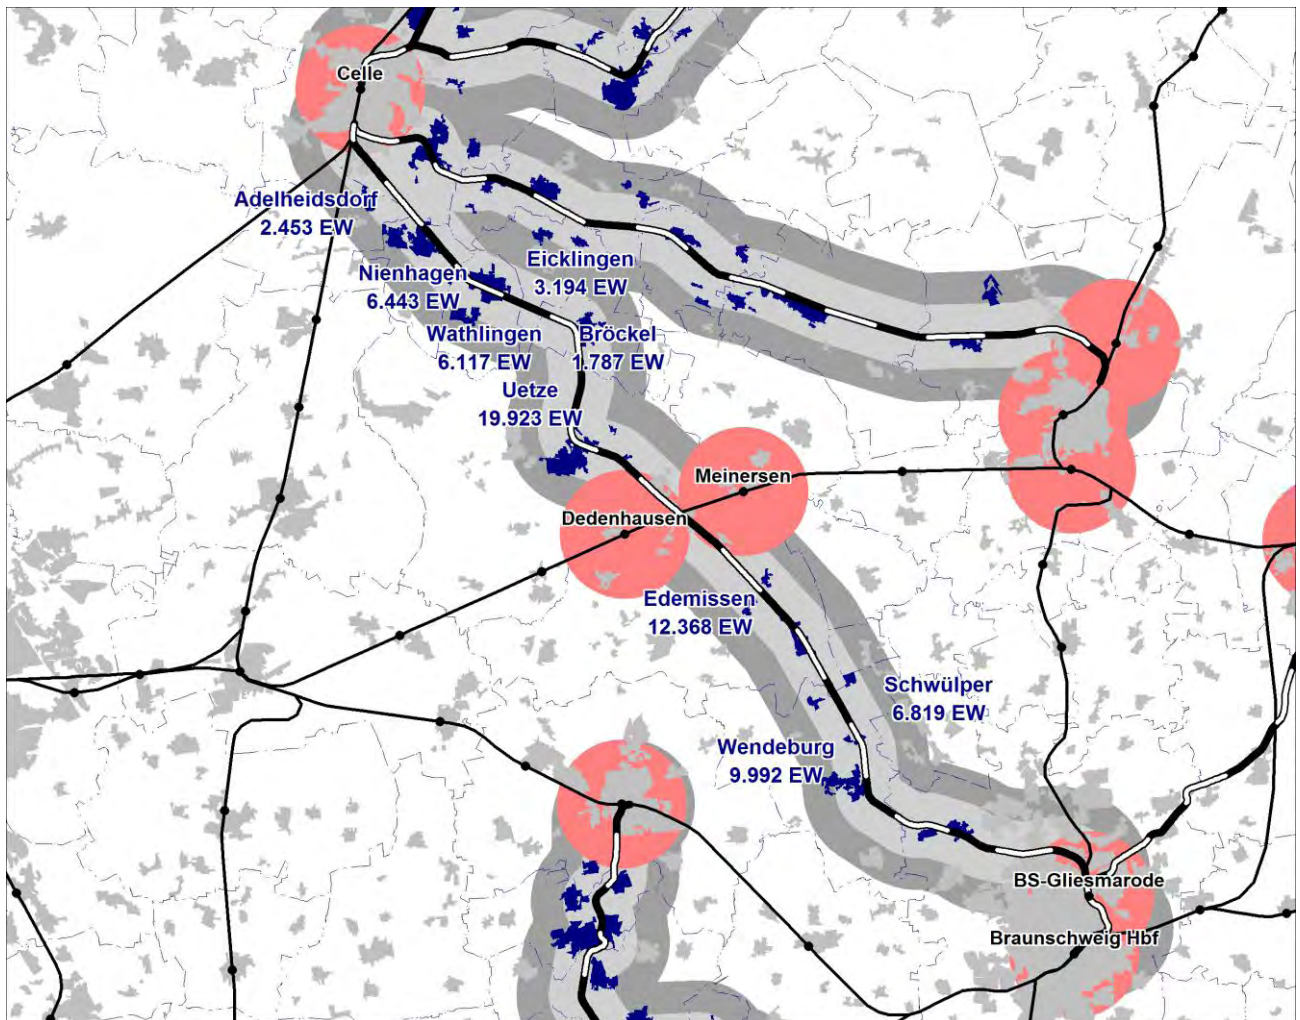 Celle
Adelheidsdorf
2.453 EW
Eicklingen
3.194 EW
Nienhagen
6.443 EW
Wathlingen
6.117 EW
Bröckel
1.787 EW
Uetze
19.923 EW
Meinersen
Dedenhausen
Edemissen
12.368 EW
Schwülper
6.819 EW
Wendeburg
9.992 EW
BS-Gliesmarode
Braunschweig Hbf